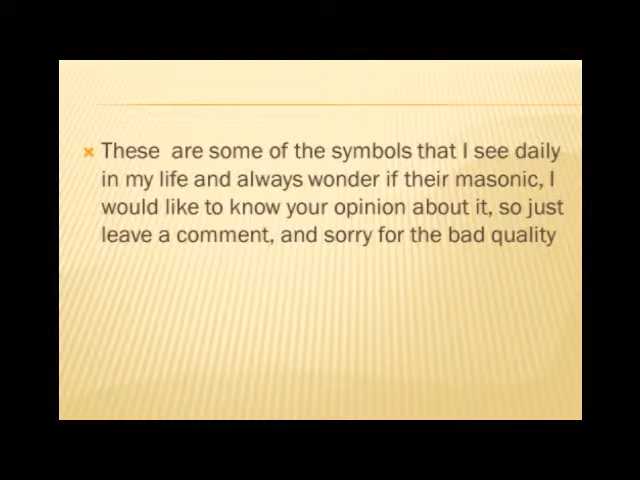 These are some of the symbols that I see daily
in my life and always wonder if their masonic, I
would like to know your opinion about it, so just
leave a comment, and sorry for the bad quality